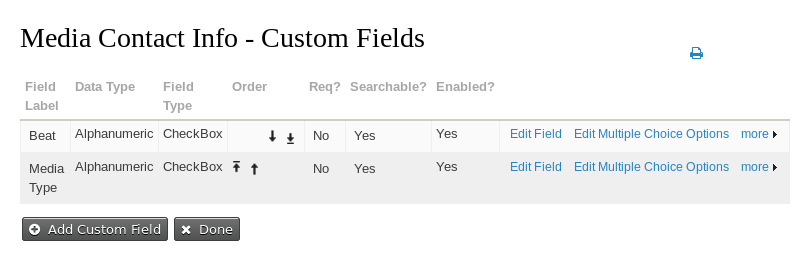 Media Contact Info - Custom Fields
Field Label Data Type Field Type Order Req? Searchable? Enabled?
Beat Alphanumeric CheckBox No Yes Yes Edit Field Edit Multiple Choice Options more
Media Type Alphanumeric CheckBox No Yes Yes Edit Field Edit Multiple Choice Options more
Add Custom Field Done